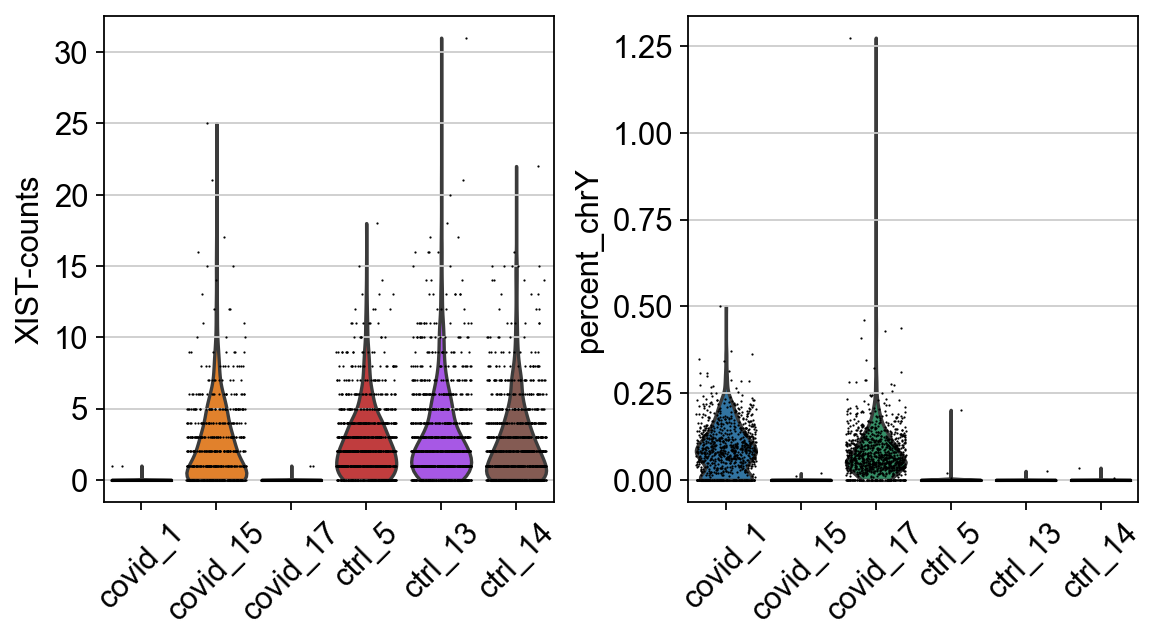 XIST-counts
30
25
20
15
10
5
0
covid_1
covid_15
covid_17
ctrl_5
ctrl_13
ctrl_14
percent_chrY
1.25
1.00
0.75
0.50
0.25
0.00
covid_1
covid_15
covid_17
ctrl_5
ctrl_13
ctrl_14